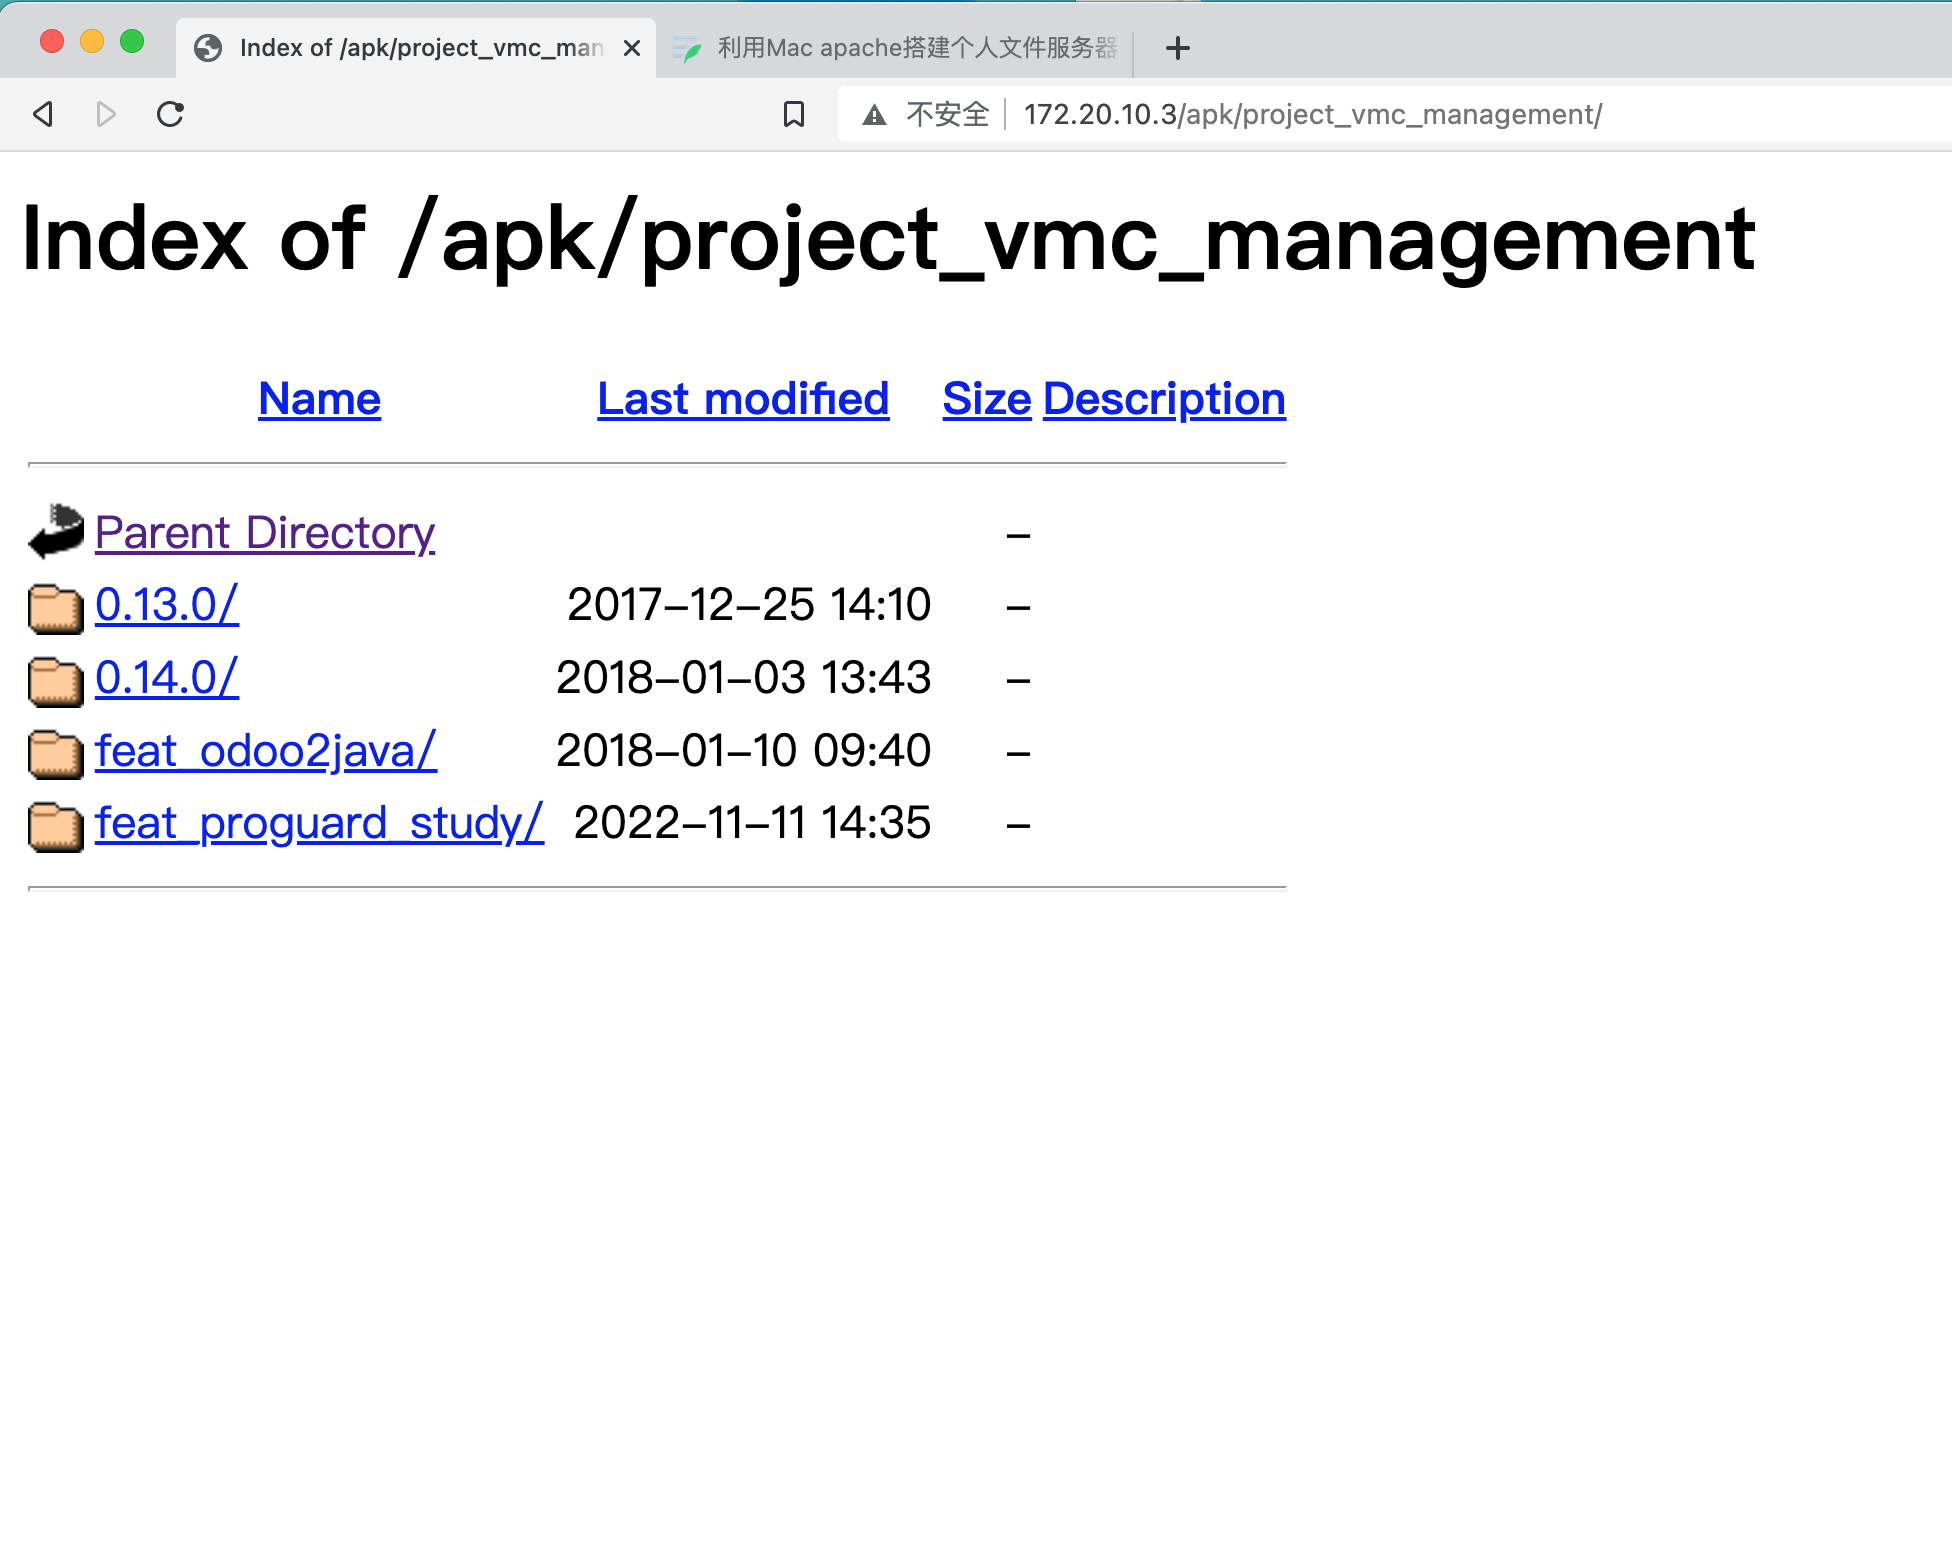 Index of /apk/project_vmc_man
利用Mac apache搭建个人文件服务器
不安全 172.20.10.3/apk/project_vmc_management/
Index of /apk/project_vmc_management
Name Last modified Size Description
Parent Directory –
0.13.0/ 2017–12–25 14:10 –
0.14.0/ 2018–01–03 13:43 –
feat_odoo2java/ 2018–01–10 09:40 –
feat_proguard_study/ 2022–11–11 14:35 –